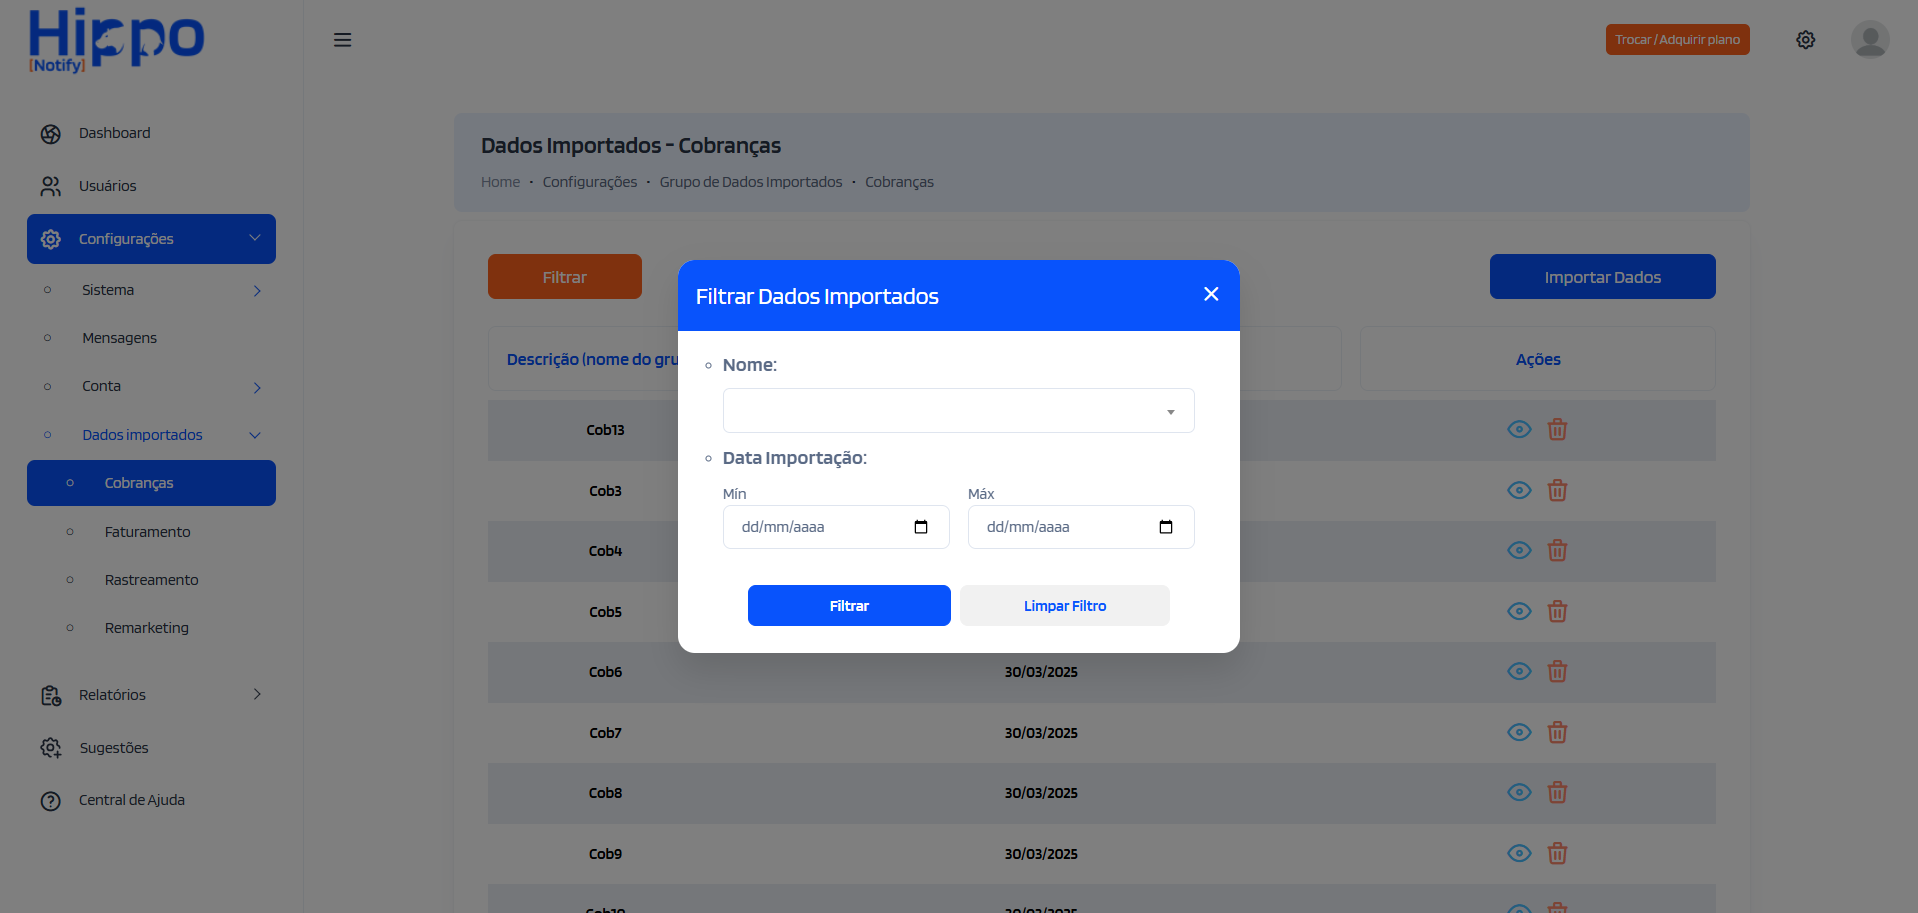 Hippo
[Notify]
Trocar / Adquirir plano
Dashboard
Usuários
Configurações
Sistema
Mensagens
Conta
Dados importados
Cobranças
Faturamento
Rastreamento
Remarketing
Relatórios
Sugestões
Central de Ajuda
Dados Importados - Cobranças
Home • Configurações • Grupo de Dados Importados • Cobranças
Filtrar
Importar Dados
Descrição (nome do gru
Ações
Cob13
Cob3
Cob4
Cob5
Cob6 30/03/2025
Cob7 30/03/2025
Cob8 30/03/2025
Cob9 30/03/2025
Cob10 30/03/2025
Filtrar Dados Importados
Nome:
Data Importação:
Mín Máx
dd/mm/aaaa dd/mm/aaaa
Filtrar Limpar Filtro